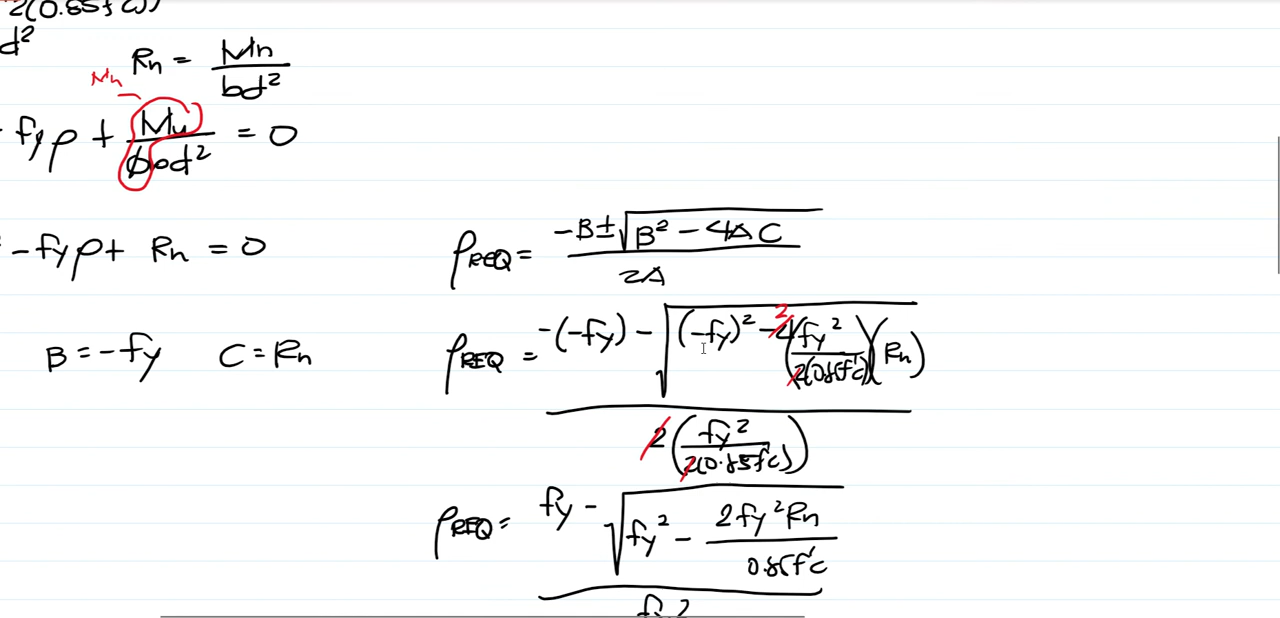 2(0.85f'c)
d²
Rn = Mn / bd²
Mn
fyρ + Mu / ϕbd² = 0
- fyρ + Rn = 0
B = -fy C = Rn
ρREQ = (-B ± √(B² - 4AC)) / 2A
ρREQ = (-(-fy) - √((-fy)² - 4(fy² / 2(0.85f'c))(Rn))) / 2(fy² / 2(0.85f'c))
2
ρREQ = (fy - √(fy² - 2fy²Rn / 0.85f'c)) / fy²